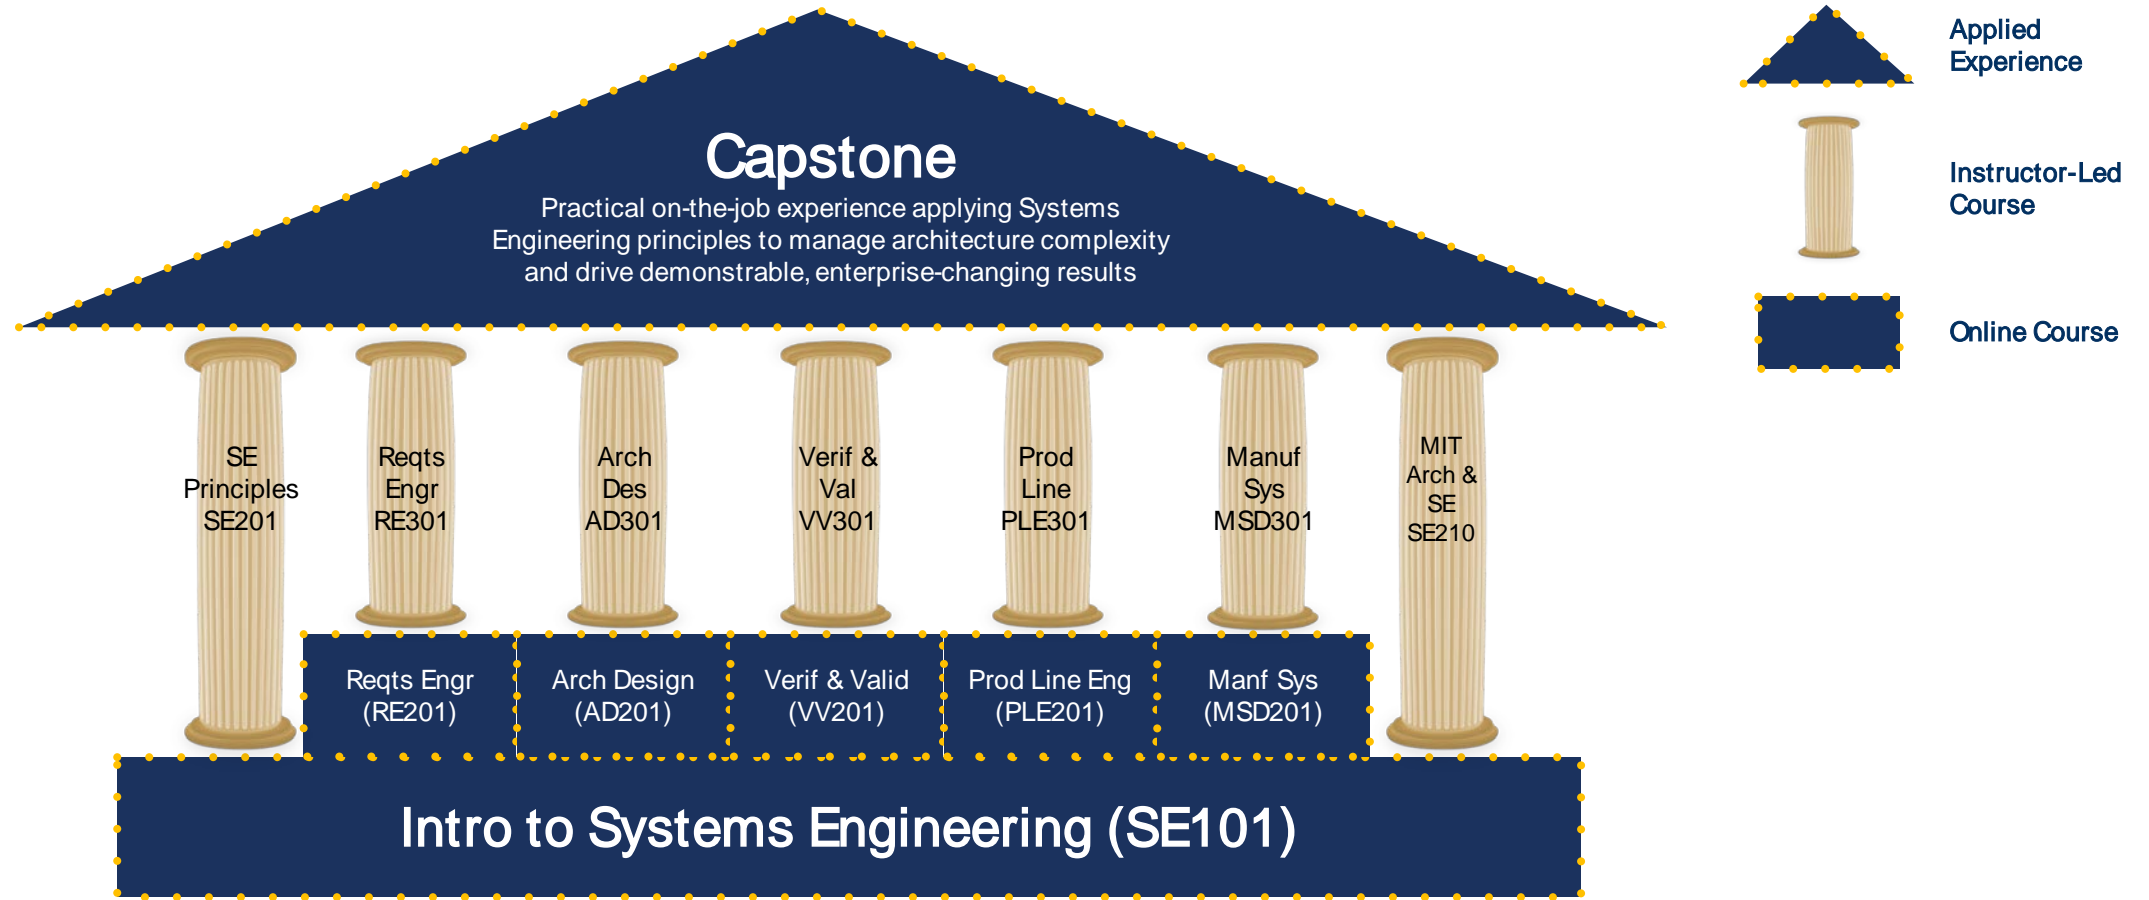 Capstone
Practical on-the-job experience applying Systems
Engineering principles to manage architecture complexity
and drive demonstrable, enterprise-changing results
SE
Principles
SE201
Reqts
Engr
RE301
Arch
Des
AD301
Verif &
Val
VV301
Prod
Line
PLE301
Manuf
Sys
MSD301
MIT
Arch &
SE
SE210
Reqts Engr
(RE201)
Arch Design
(AD201)
Verif & Valid
(VV201)
Prod Line Eng
(PLE201)
Manf Sys
(MSD201)
Intro to Systems Engineering (SE101)
Applied
Experience
Instructor-Led
Course
Online Course